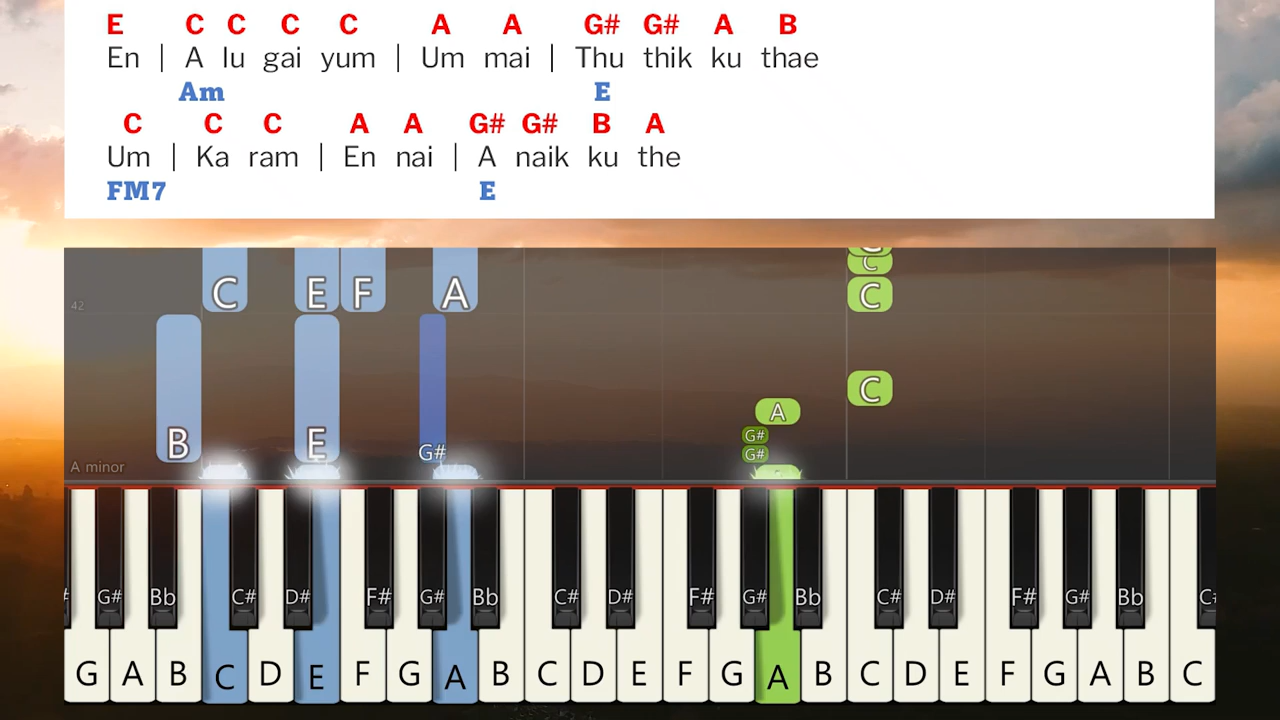 E C C C C A A G# G# A B
En | A lu gai yum | Um mai | Thu thik ku thae
Am E
C C C A A G# G# B A
Um | Ka ram | En nai | A naik ku the
FM7 E
C E F A C
C
42
C
A
G#
B E G# G#
A minor
G# Bb C# D# F# G# Bb C# D# F# G# Bb C# D# F# G# Bb
G A B C D E F G A B C D E F G A B C D E F G A B C